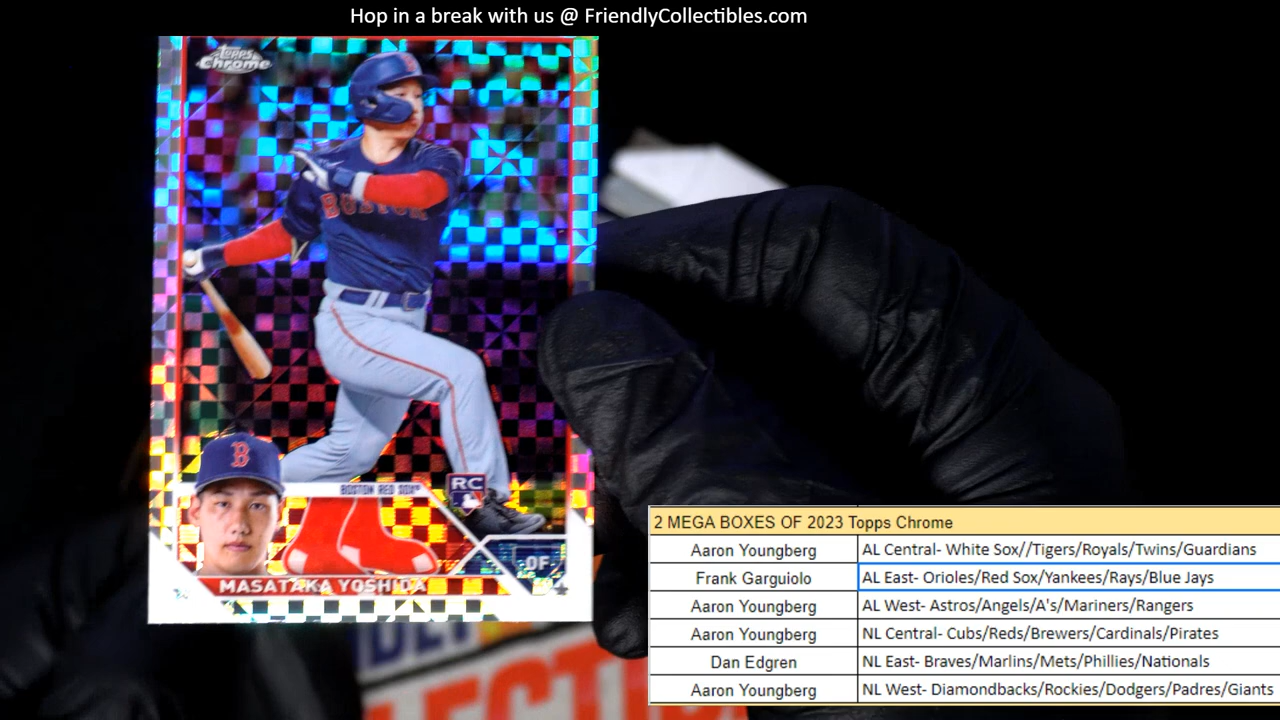 Hop in a break with us @ FriendlyCollectibles.com
Topps
Chrome
BOSTON
B
BOSTON RED SOX
RC
OF
MASATAKA YOSHIDA
2 MEGA BOXES OF 2023 Topps Chrome
Aaron Youngberg AL Central- White Sox//Tigers/Royals/Twins/Guardians
Frank Garguiolo AL East- Orioles/Red Sox/Yankees/Rays/Blue Jays
Aaron Youngberg AL West- Astros/Angels/A's/Mariners/Rangers
Aaron Youngberg NL Central- Cubs/Reds/Brewers/Cardinals/Pirates
Dan Edgren NL East- Braves/Marlins/Mets/Phillies/Nationals
Aaron Youngberg NL West- Diamondbacks/Rockies/Dodgers/Padres/Giants